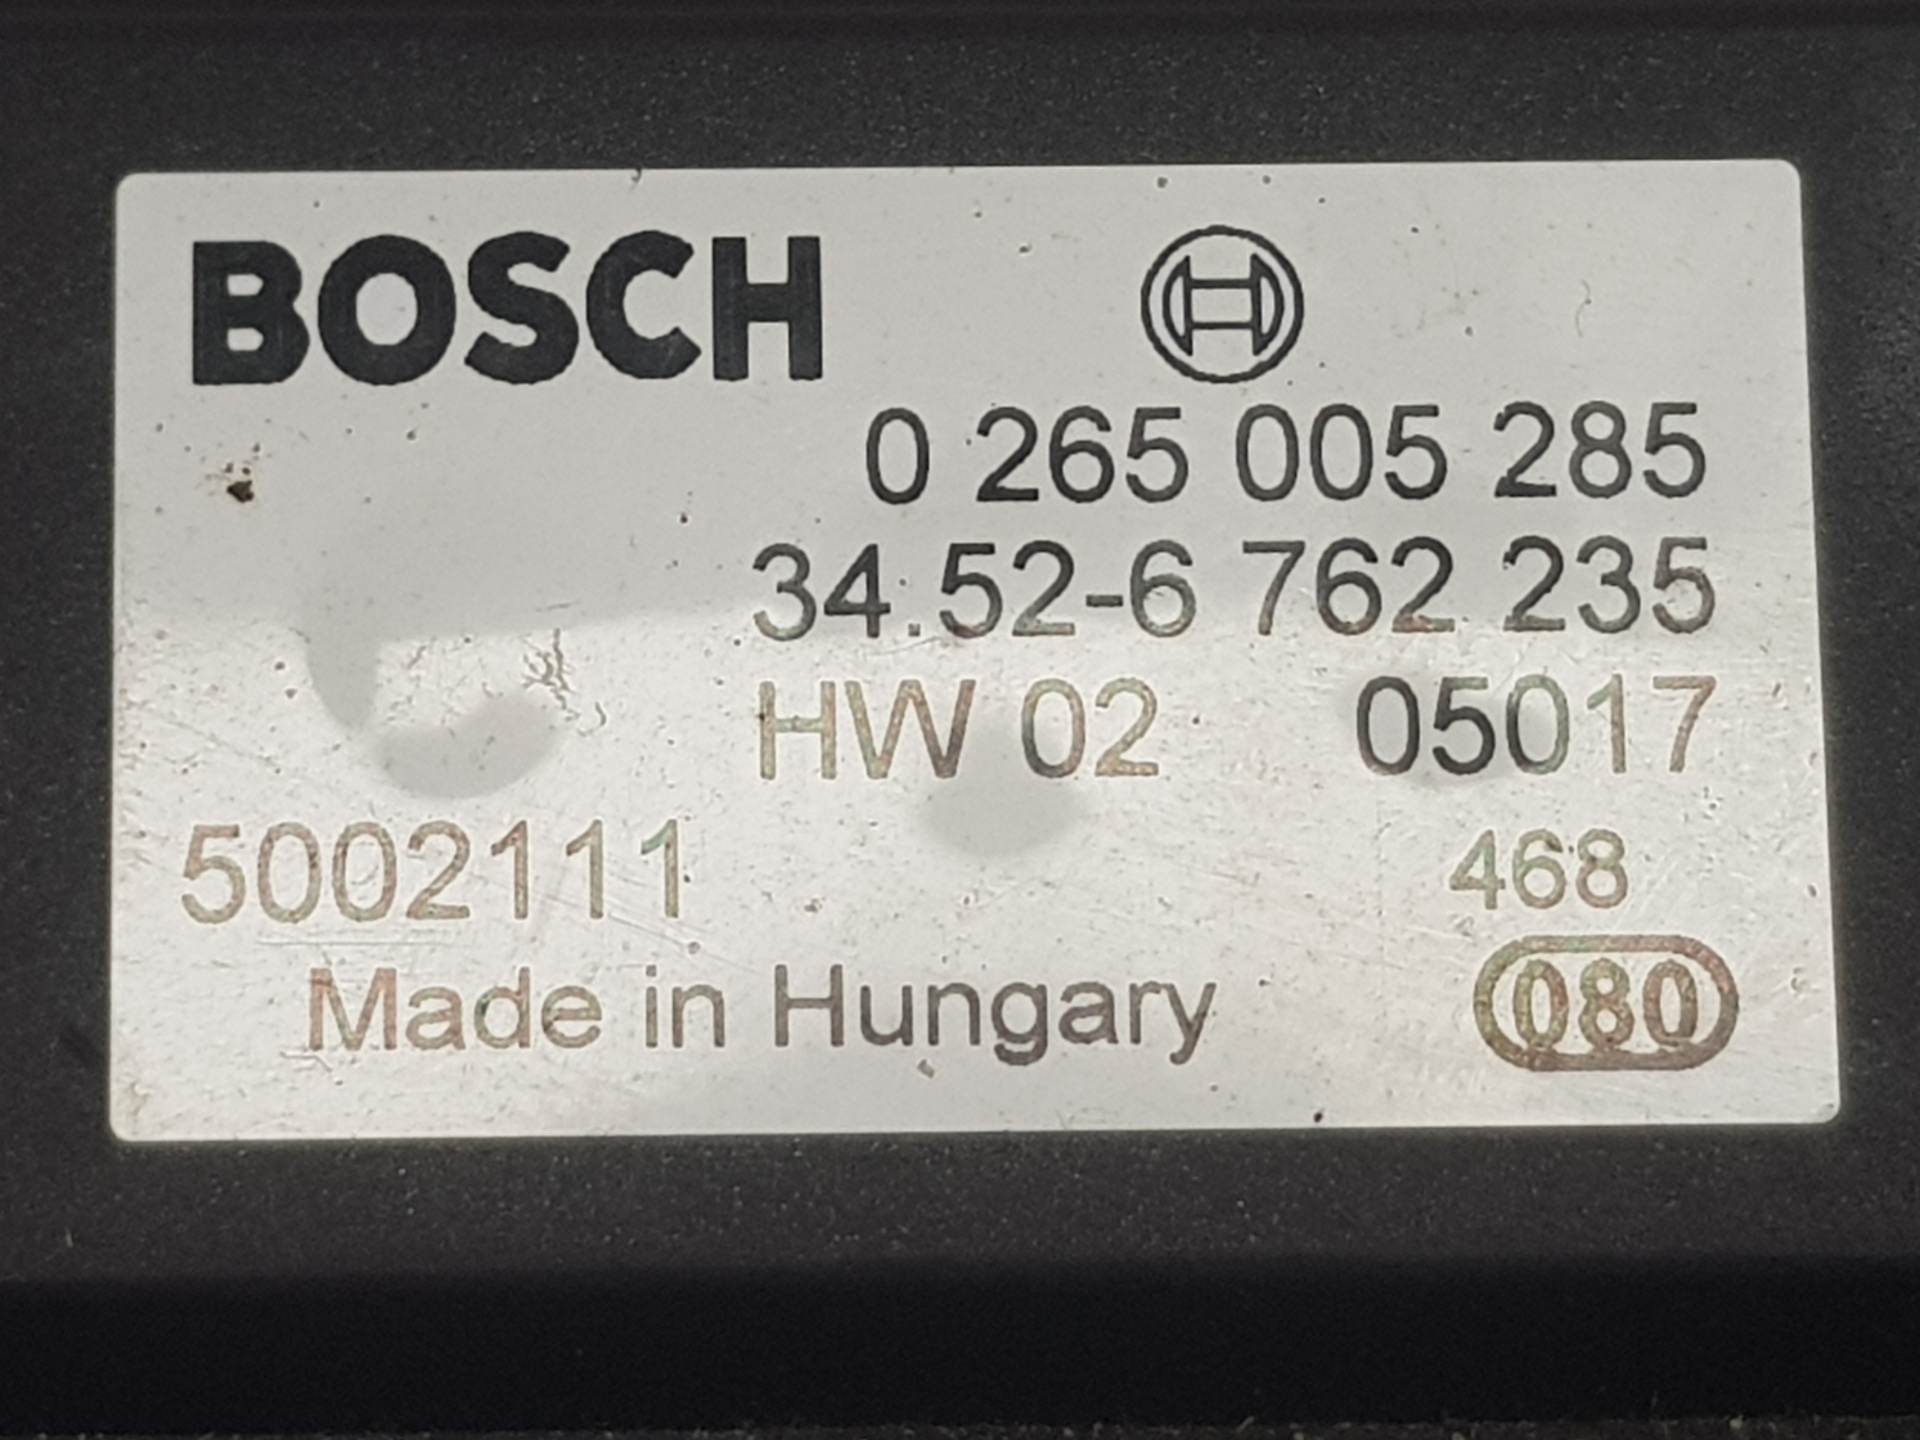 BOSCH
0 265 005 285
34.52-6 762 235
HW 02 05017
5002111 468
Made in Hungary 080